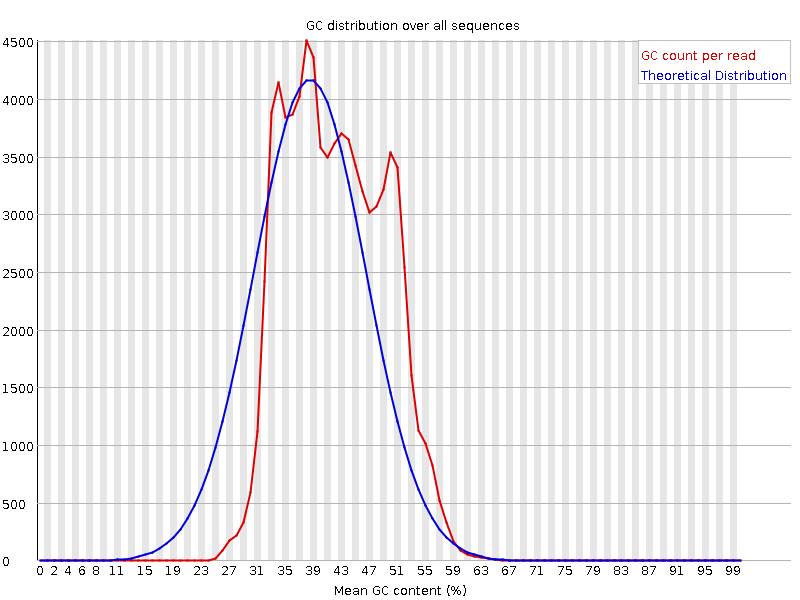 GC distribution over all sequences
GC count per read
Theoretical Distribution
4500
4000
3500
3000
2500
2000
1500
1000
500
0
0 2 4 6 8 11 15 19 23 27 31 35 39 43 47 51 55 59 63 67 71 75 79 83 87 91 95 99
Mean GC content (%)